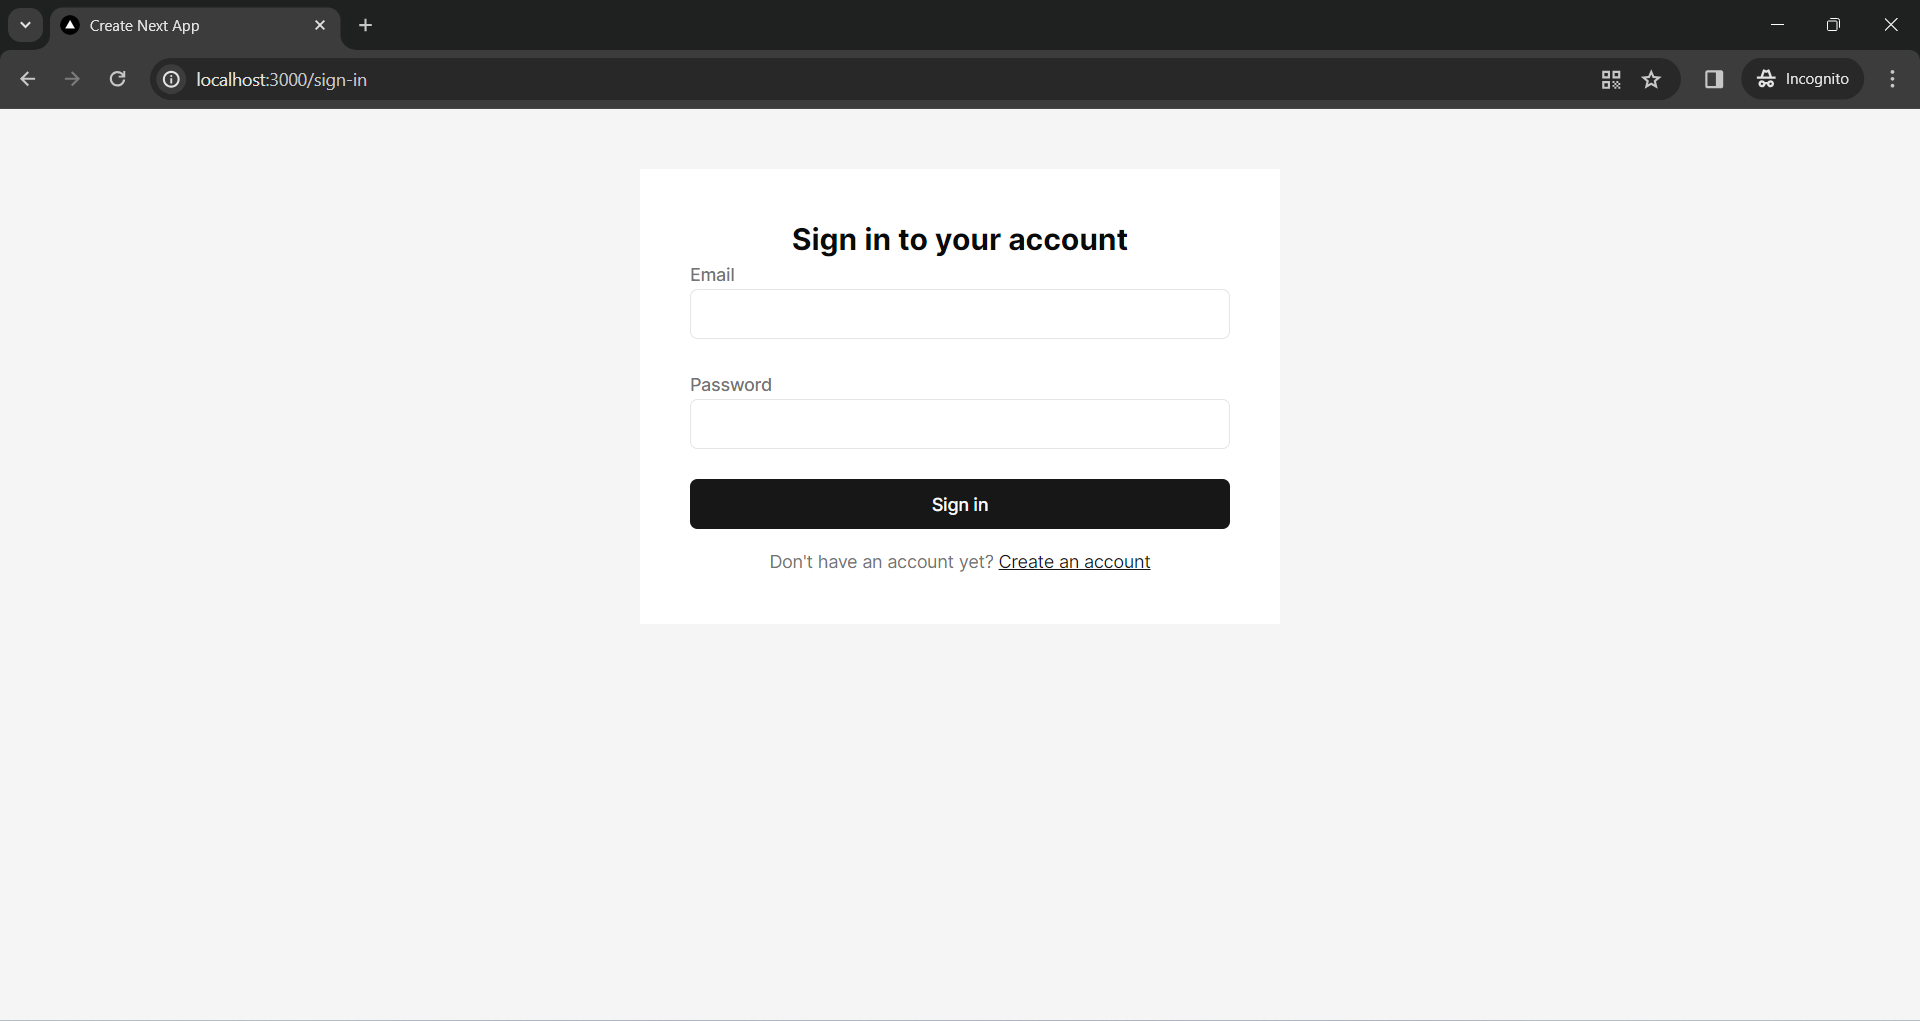 Create Next App
localhost:3000/sign-in
Incognito
Sign in to your account
Email
Password
Sign in
Don't have an account yet? Create an account